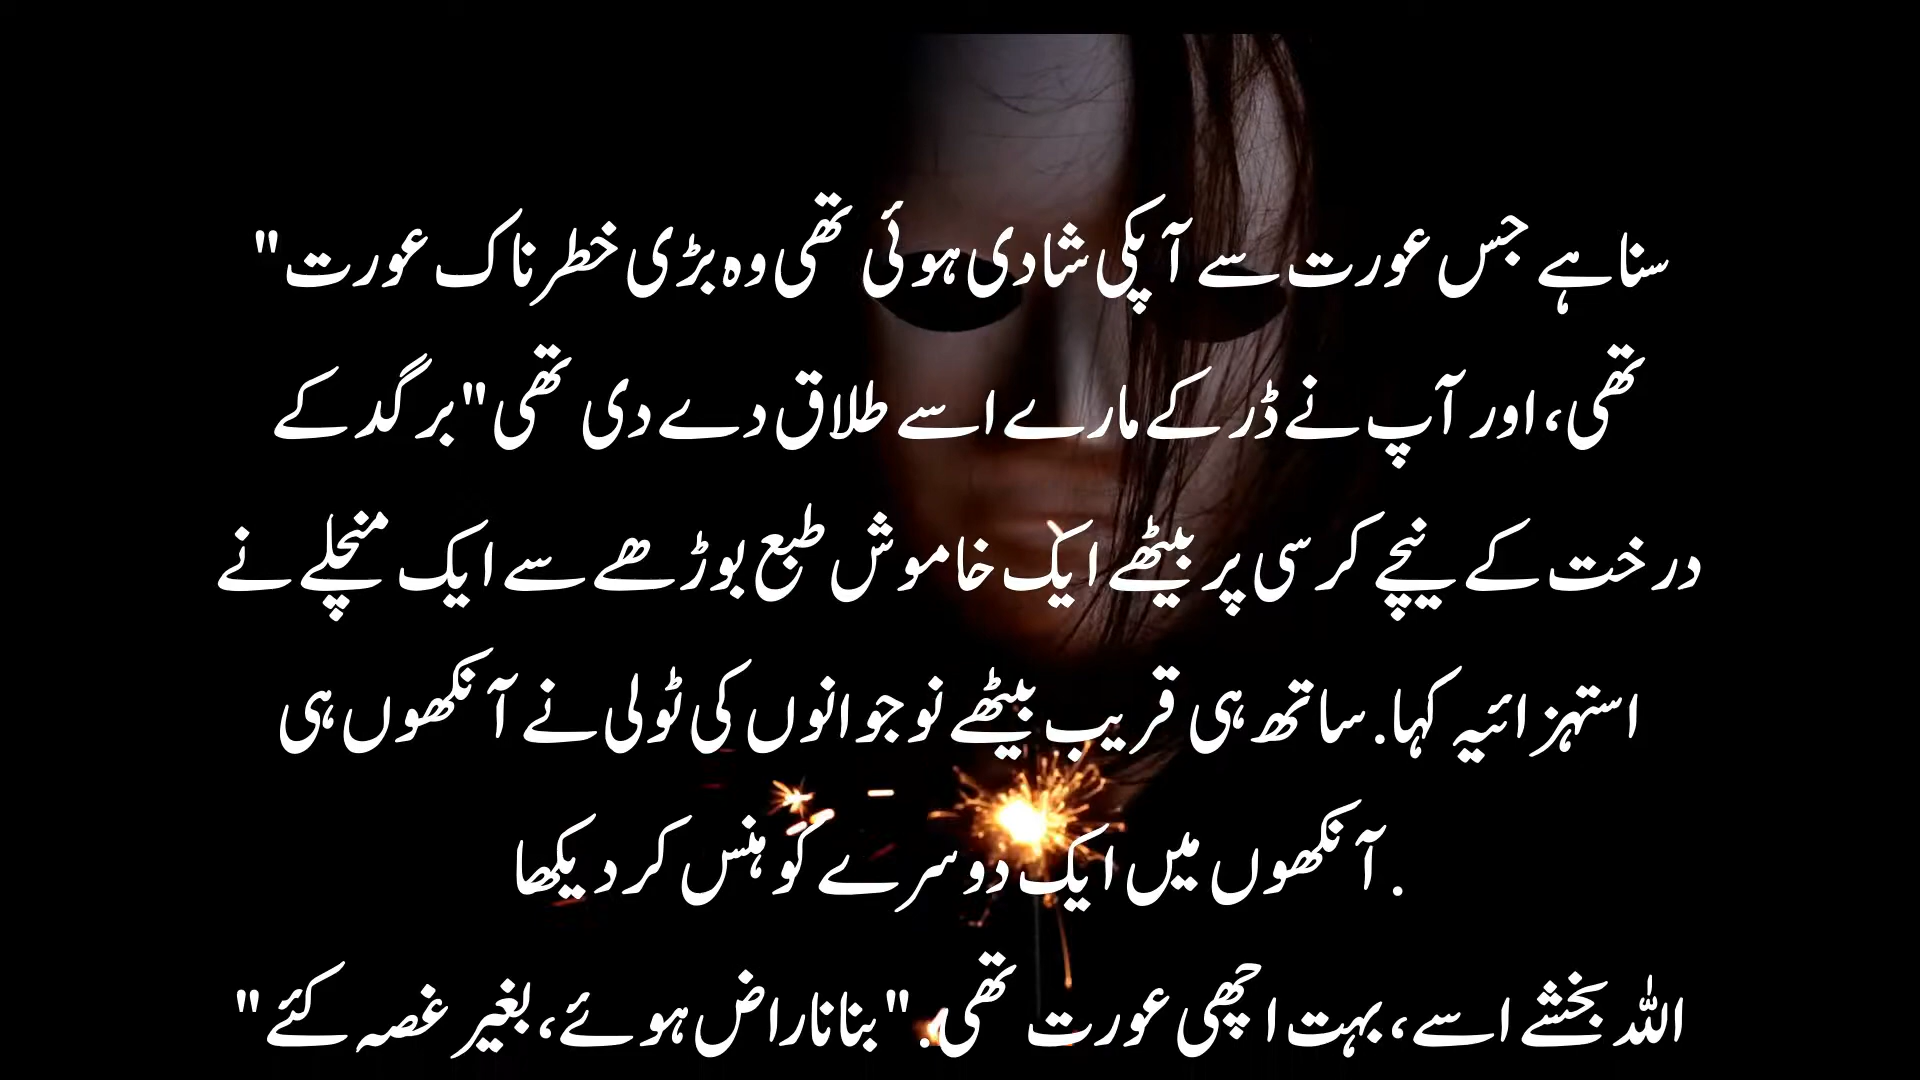 سنا ہے جس عورت سے آپکی شادی ہوئی تھی وہ بڑی خطرناک عورت"
تھی، اور آپ نے ڈر کے مارے اسے طلاق دے دی تھی"برگد کے
درخت کے نیچے کرسی پر بیٹھے ایک خاموش طبع بوڑھے سے ایک منچلے نے
استہزائیہ کہا. ساتھ ہی قریب بیٹھے نوجوانوں کی ٹولی نے آنکھوں ہی
. آنکھوں میں ایک دوسرے کو ہنس کر دیکھا
اللہ بخشے اسے، بہت اچھی عورت تھی. "بنا ناراض ہوئے، بغیر غصہ کئے"